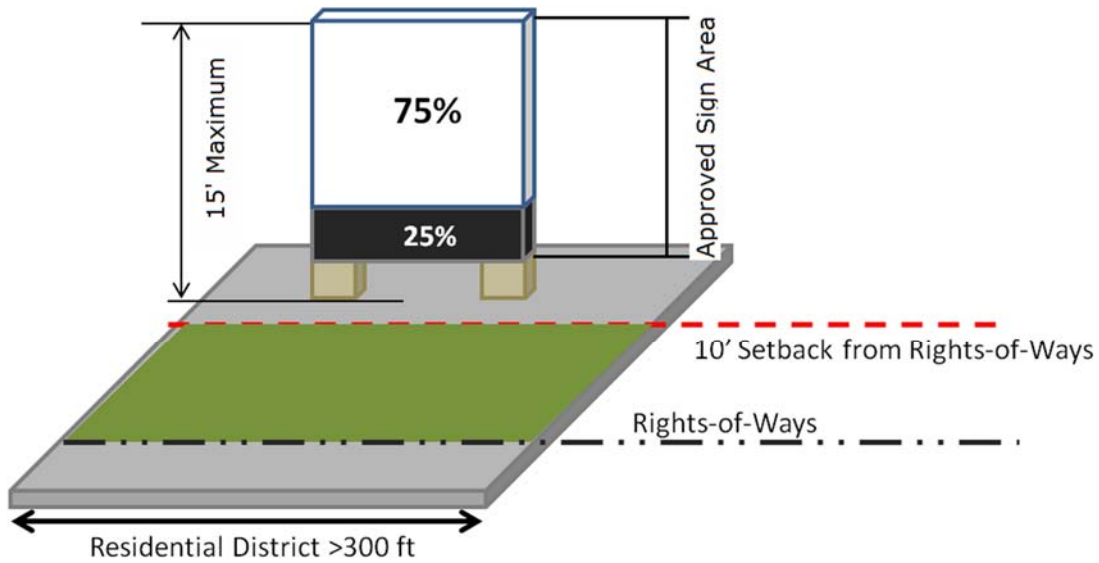 15' Maximum
75%
25%
Approved Sign Area
10' Setback from Rights-of-Ways
Rights-of-Ways
Residential District >300 ft